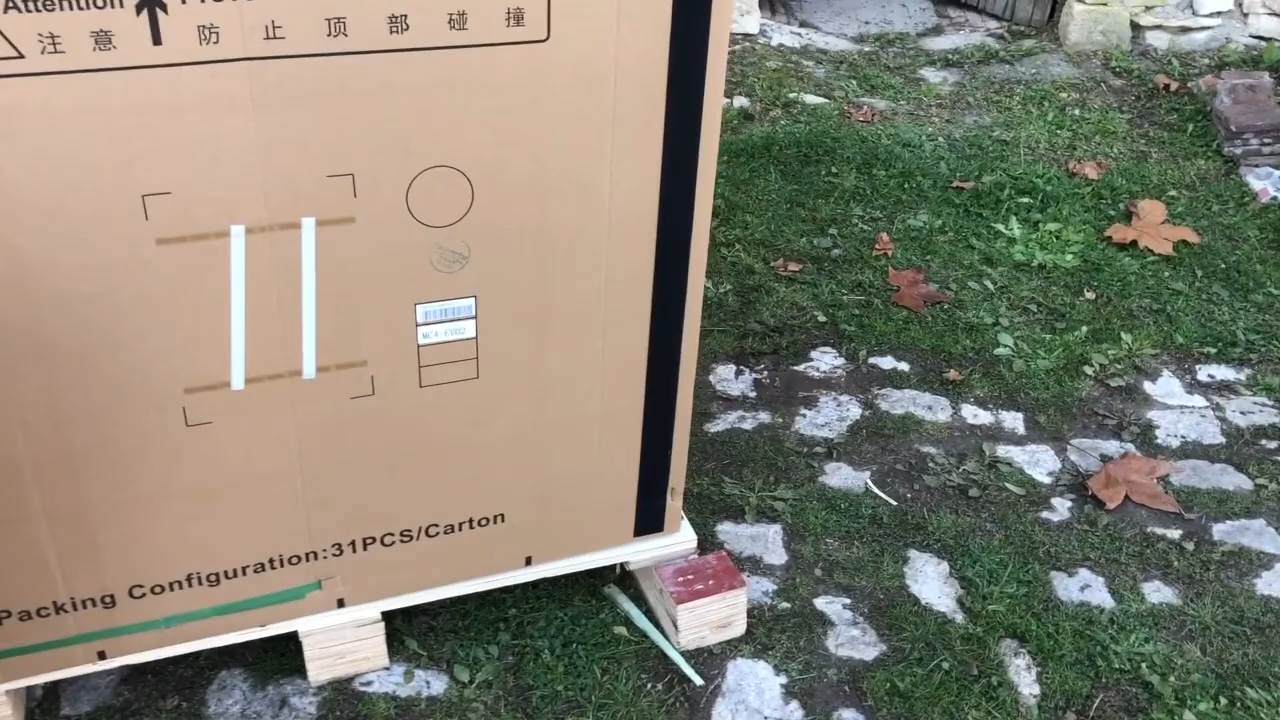 Attention
注意 防止顶部碰撞
MC4-EVO2
Packing Configuration:31PCS/Carton